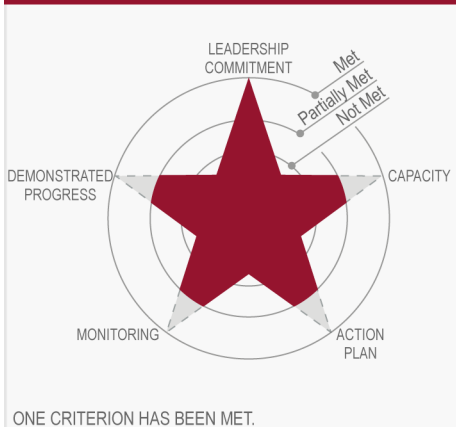 LEADERSHIP
COMMITMENT
Met
Partially Met
Not Met
DEMONSTRATED
PROGRESS
CAPACITY
MONITORING
ACTION
PLAN
ONE CRITERION HAS BEEN MET.